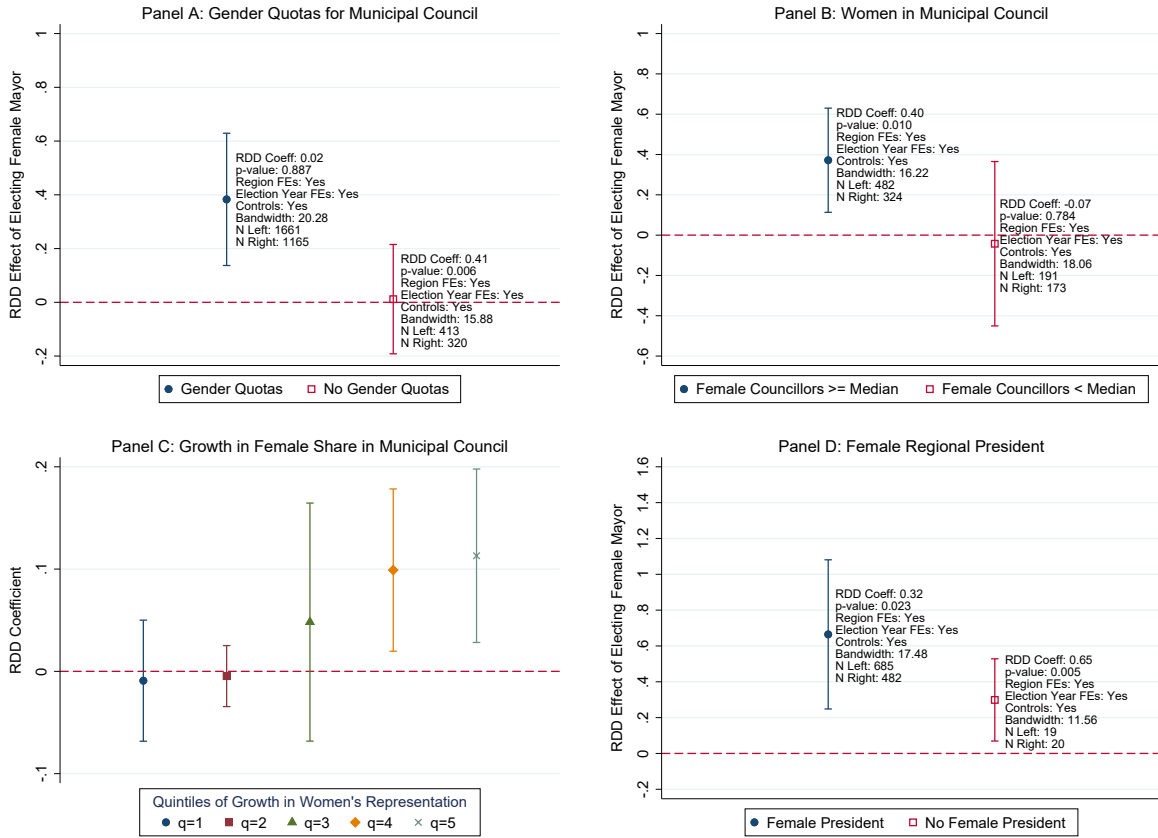 Panel A: Gender Quotas for Municipal Council
RDD Effect of Electing Female Mayor
1
.8
.6
.4
.2
0
-.2
RDD Coeff: 0.02
p-value: 0.887
Region FEs: Yes
Election Year FEs: Yes
Controls: Yes
Bandwidth: 20.28
N Left: 1661
N Right: 1165
RDD Coeff: 0.41
p-value: 0.006
Region FEs: Yes
Election Year FEs: Yes
Controls: Yes
Bandwidth: 15.88
N Left: 413
N Right: 320
Gender Quotas No Gender Quotas
Panel B: Women in Municipal Council
RDD Effect of Electing Female Mayor
1
.8
.6
.4
.2
0
-.2
-.4
-.6
RDD Coeff: 0.40
p-value: 0.010
Region FEs: Yes
Election Year FEs: Yes
Controls: Yes
Bandwidth: 16.22
N Left: 482
N Right: 324
RDD Coeff: -0.07
p-value: 0.784
Region FEs: Yes
Election Year FEs: Yes
Controls: Yes
Bandwidth: 18.06
N Left: 191
N Right: 173
Female Councillors >= Median Female Councillors < Median
Panel C: Growth in Female Share in Municipal Council
RDD Coefficient
.2
.1
0
-.1
Quintiles of Growth in Women's Representation
q=1 q=2 q=3 q=4 q=5
Panel D: Female Regional President
RDD Effect of Electing Female Mayor
1.6
1.4
1.2
1
.8
.6
.4
.2
0
-.2
RDD Coeff: 0.32
p-value: 0.023
Region FEs: Yes
Election Year FEs: Yes
Controls: Yes
Bandwidth: 17.48
N Left: 685
N Right: 482
RDD Coeff: 0.65
p-value: 0.005
Region FEs: Yes
Election Year FEs: Yes
Controls: Yes
Bandwidth: 11.56
N Left: 19
N Right: 20
Female President No Female President